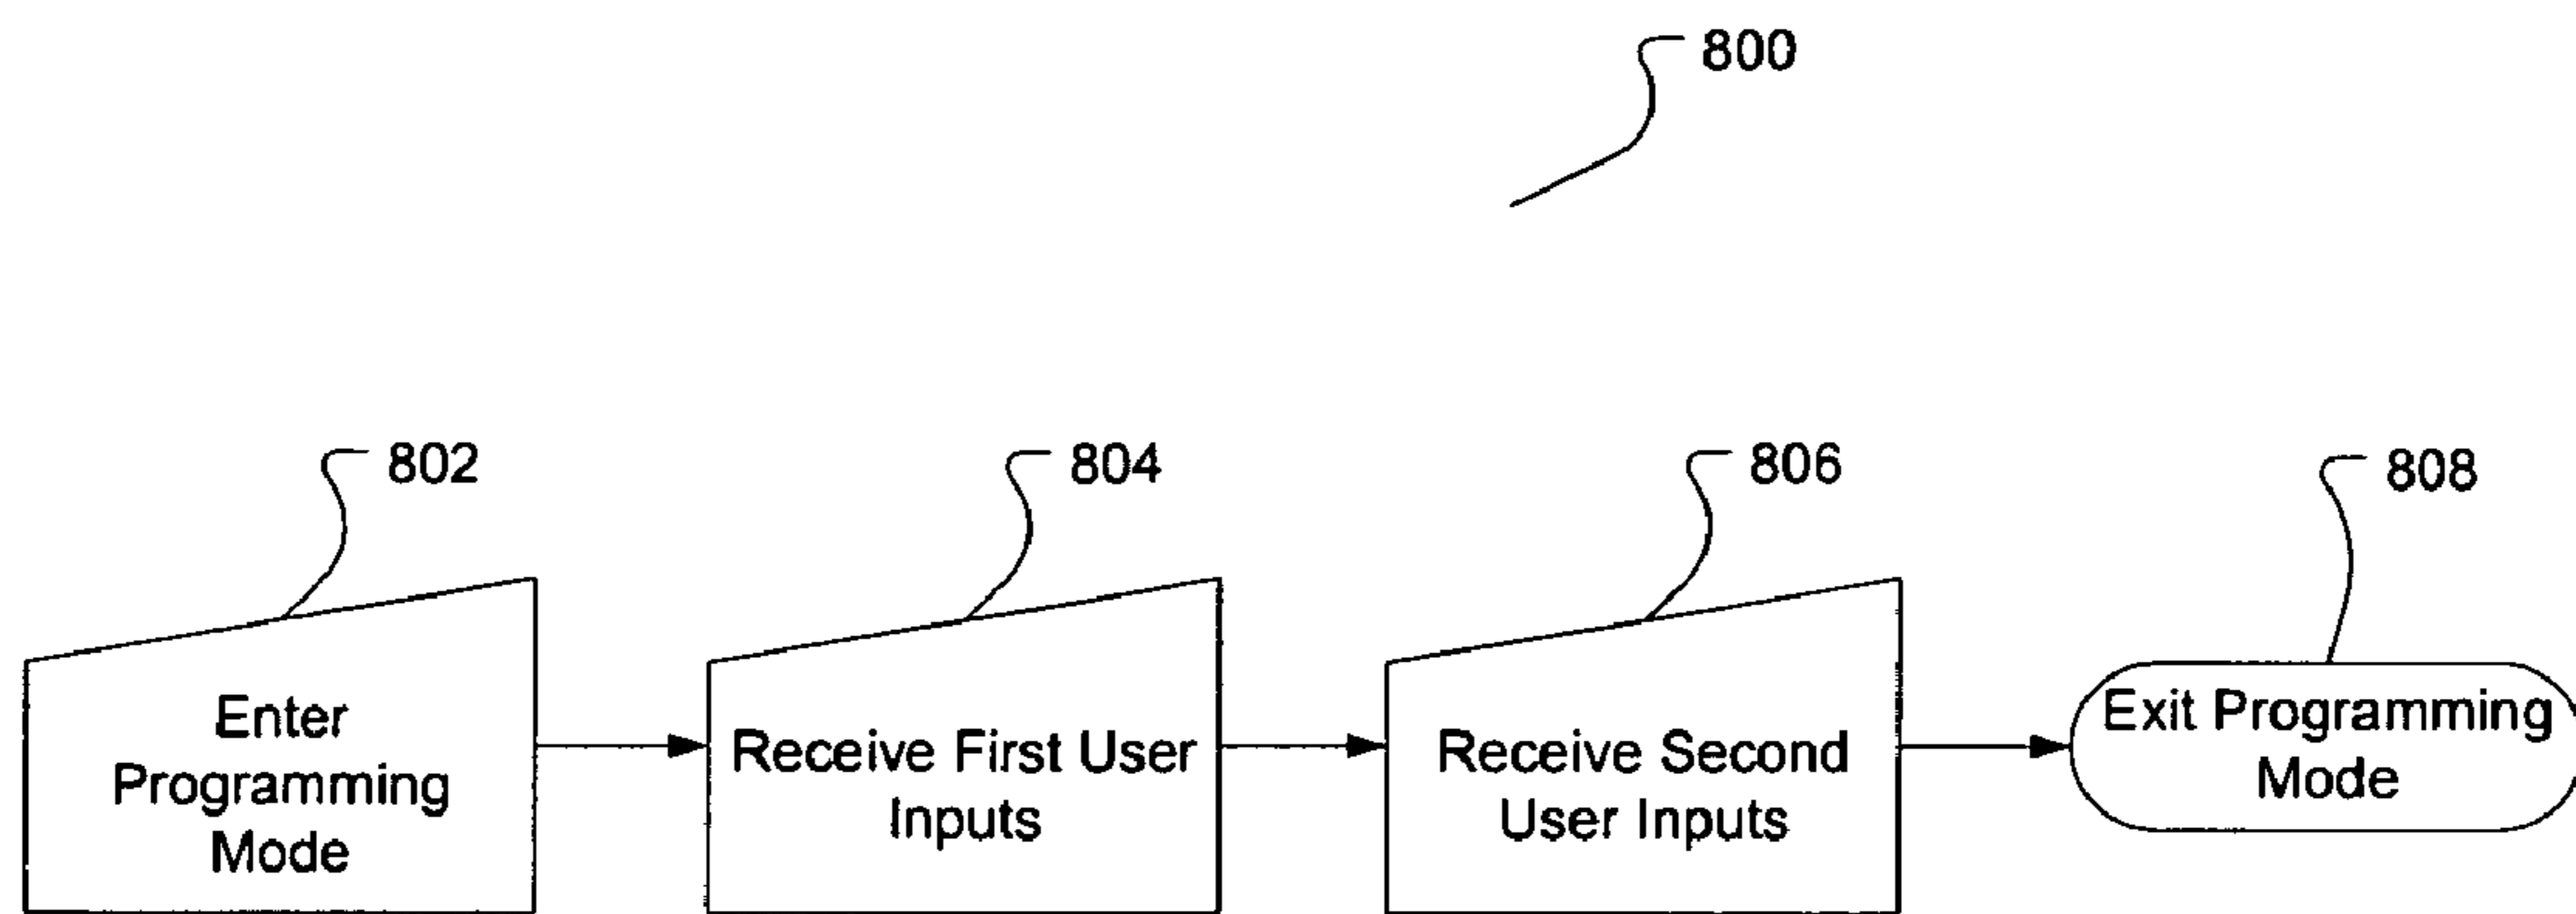 800
802
804
806
808
Enter
Programming
Mode
Receive First User
Inputs
Receive Second
User Inputs
Exit Programming
Mode